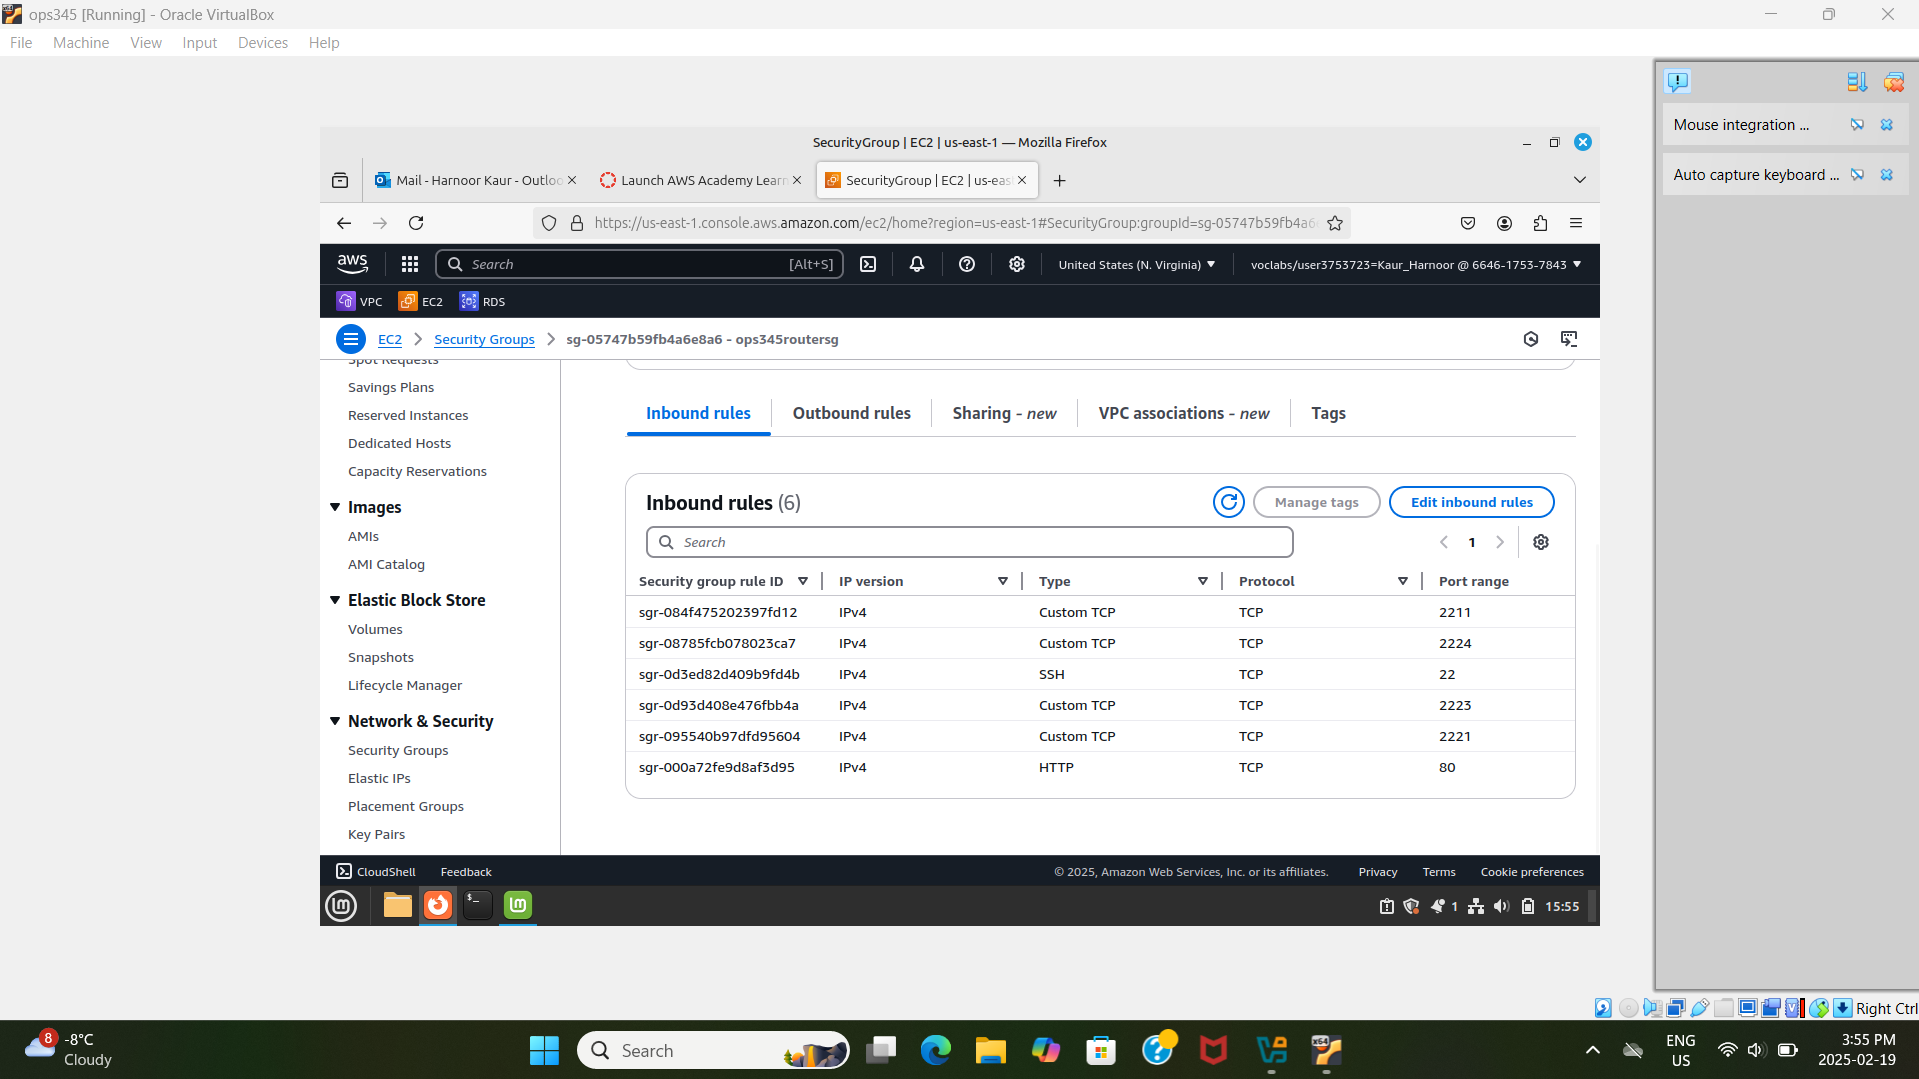 ops345 [Running] - Oracle VirtualBox
File Machine View Input Devices Help
Mouse integration ...
Auto capture keyboard ...
SecurityGroup | EC2 | us-east-1 — Mozilla Firefox
Mail - Harnoor Kaur - Outloo
Launch AWS Academy Learn
SecurityGroup | EC2 | us-eas
https://us-east-1.console.aws.amazon.com/ec2/home?region=us-east-1#SecurityGroup:groupId=sg-05747b59fb4a6
aws
Search [Alt+S]
United States (N. Virginia)
voclabs/user3753723=Kaur_Harnoor @ 6646-1753-7843
VPC EC2 RDS
EC2 Security Groups sg-05747b59fb4a6e8a6 - ops345routersg
Spot Requests
Savings Plans
Reserved Instances
Dedicated Hosts
Capacity Reservations
Images
AMIs
AMI Catalog
Elastic Block Store
Volumes
Snapshots
Lifecycle Manager
Network & Security
Security Groups
Elastic IPs
Placement Groups
Key Pairs
Inbound rules Outbound rules Sharing - new VPC associations - new Tags
Inbound rules (6)
Manage tags
Edit inbound rules
Search
1
Security group rule ID IP version Type Protocol Port range
sgr-084f475202397fd12 IPv4 Custom TCP TCP 2211
sgr-08785fcb078023ca7 IPv4 Custom TCP TCP 2224
sgr-0d3ed82d409b9fd4b IPv4 SSH TCP 22
sgr-0d93d408e476fbb4a IPv4 Custom TCP TCP 2223
sgr-095540b97dfd95604 IPv4 Custom TCP TCP 2221
sgr-000a72fe9d8af3d95 IPv4 HTTP TCP 80
CloudShell Feedback
© 2025, Amazon Web Services, Inc. or its affiliates. Privacy Terms Cookie preferences
1 15:55
Right Ctrl
8
-8°C
Cloudy
Search
ENG
US
3:55 PM
2025-02-19